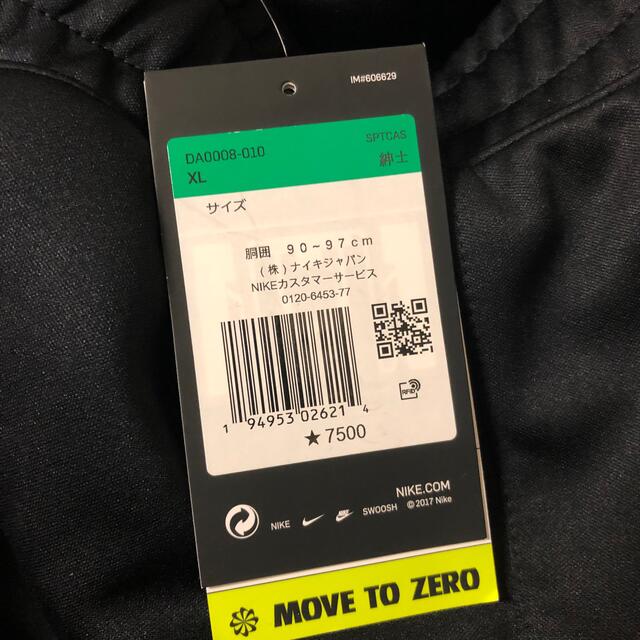 IM#606629
DA0008-010
SPTCAS
XL
紳士
サイズ
胴囲 90~97cm
(株)ナイキジャパン
NIKEカスタマーサービス
0120-6453-77
RFID
1 94953 02621 4
★7500
NIKE.COM
NIKE SWOOSH ©2017 Nike
MOVE TO ZERO